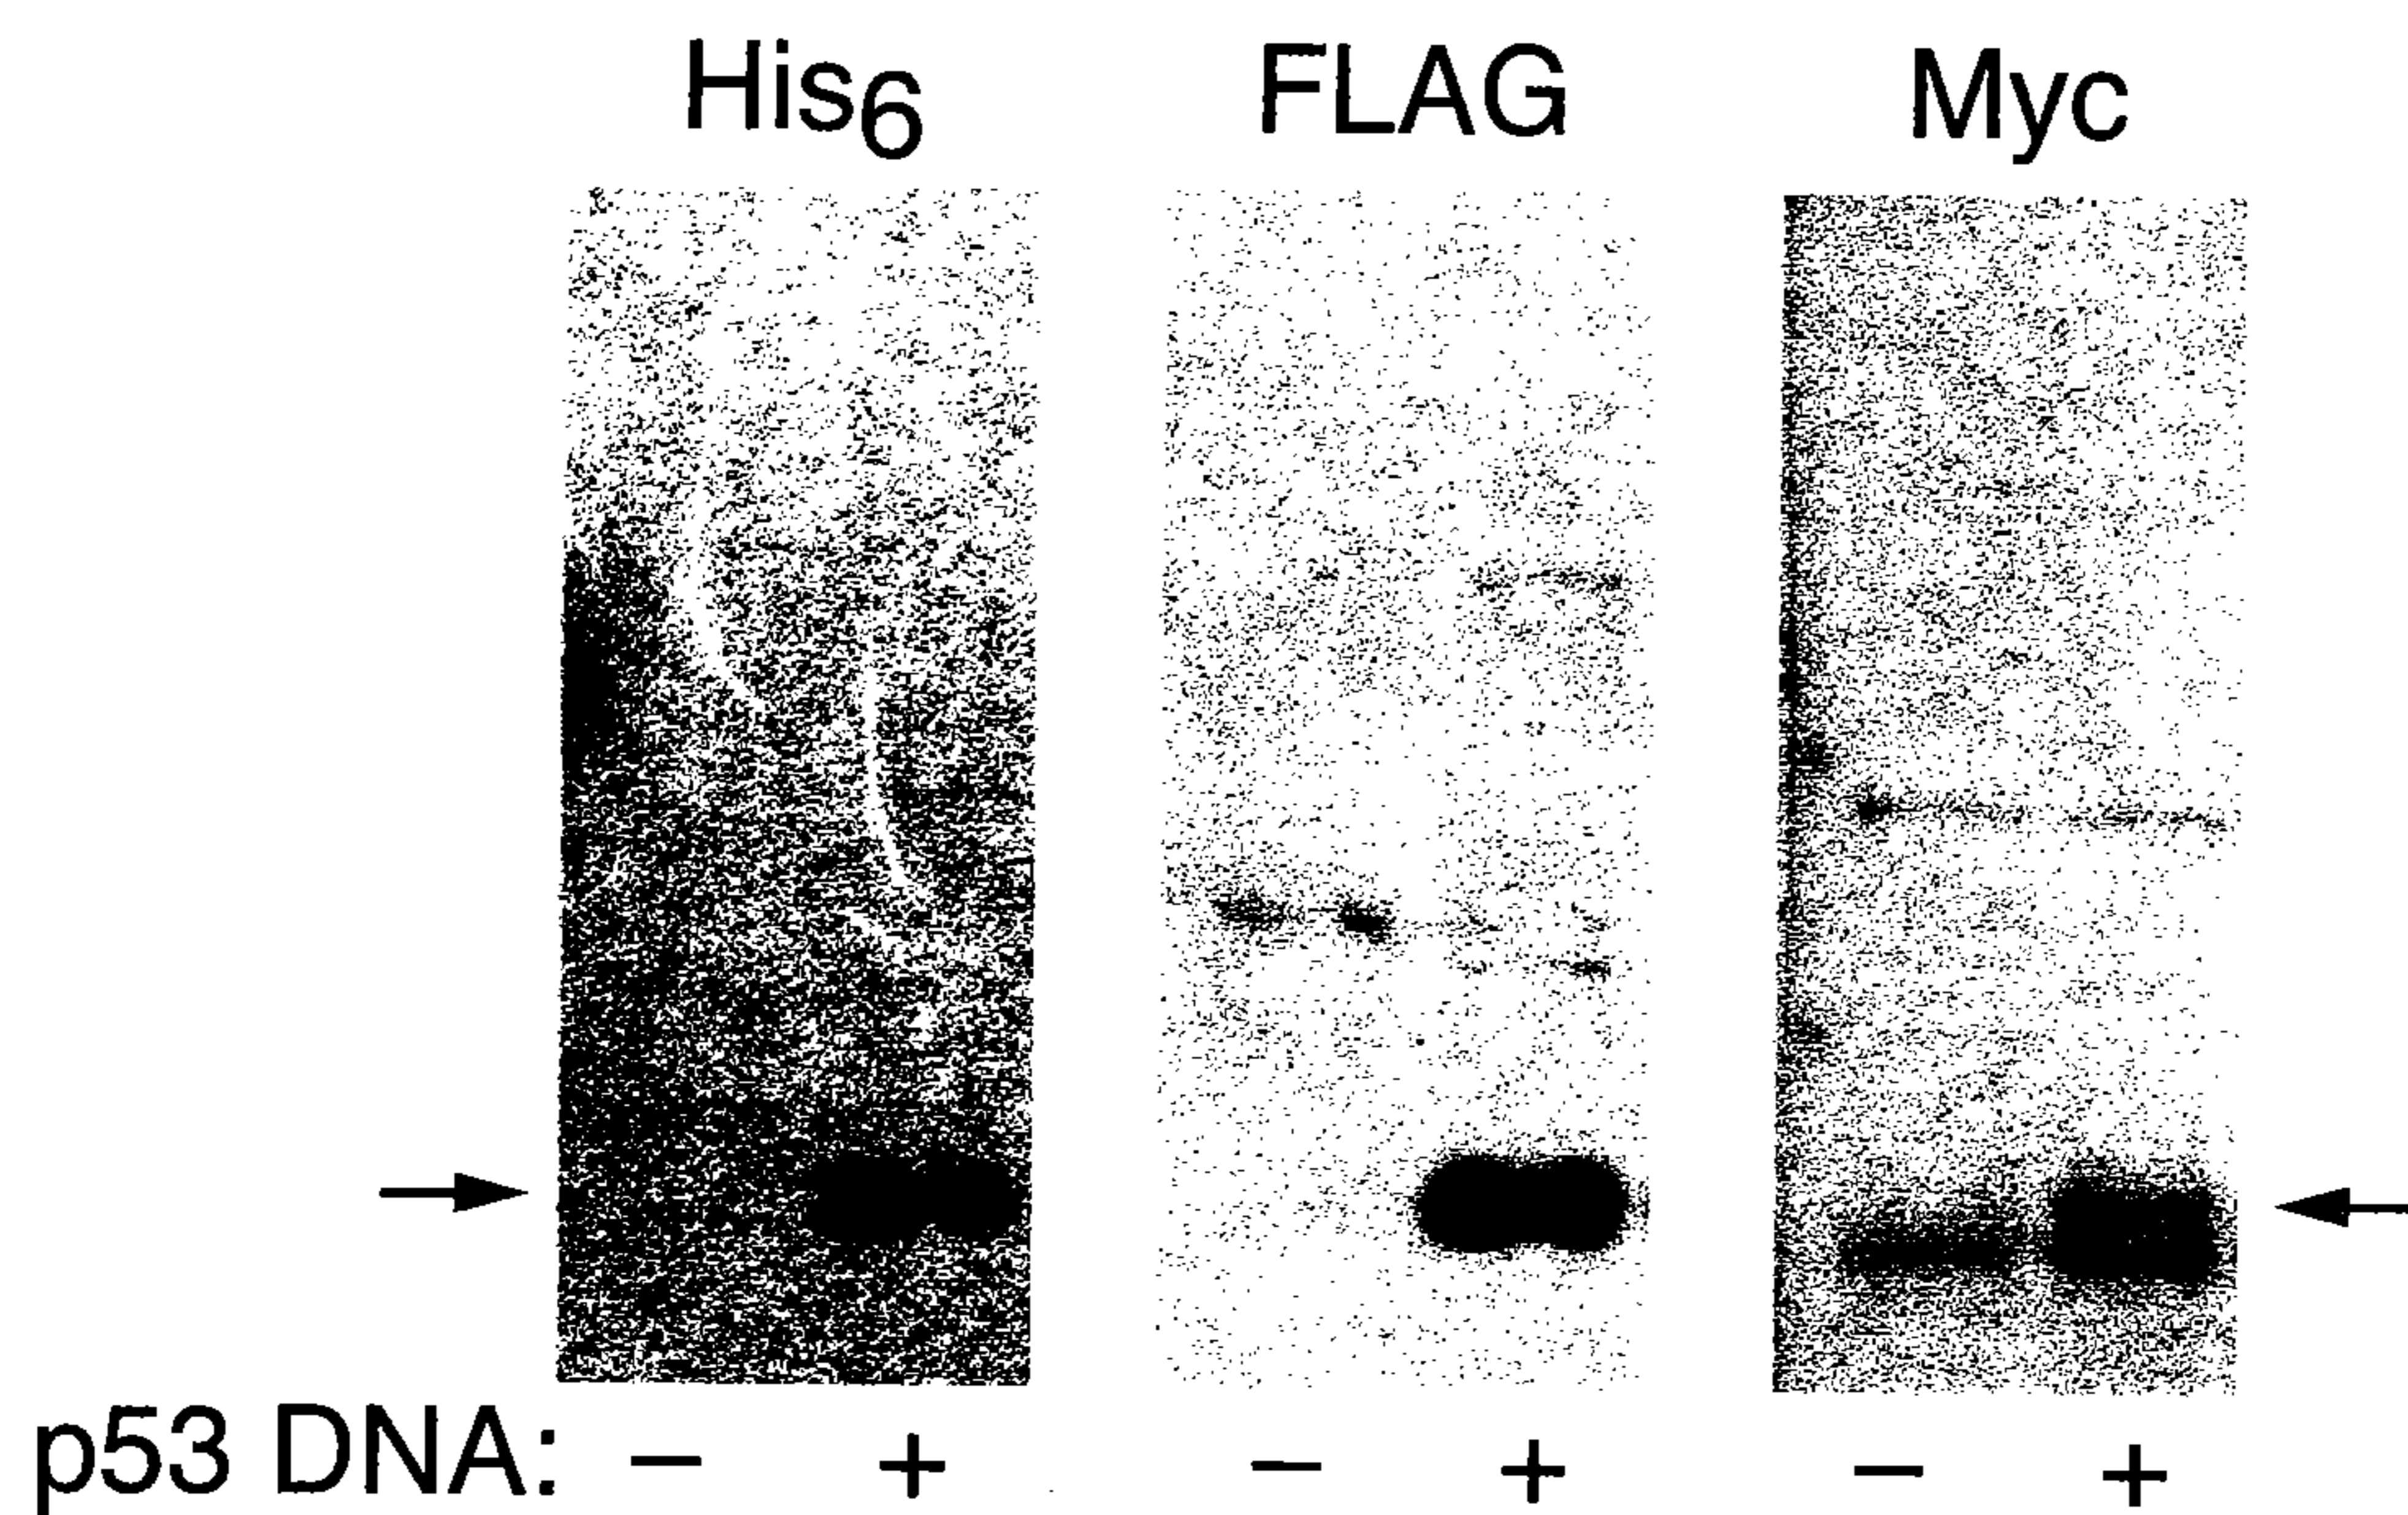 His6 FLAG Myc
p53 DNA: – + – + – +